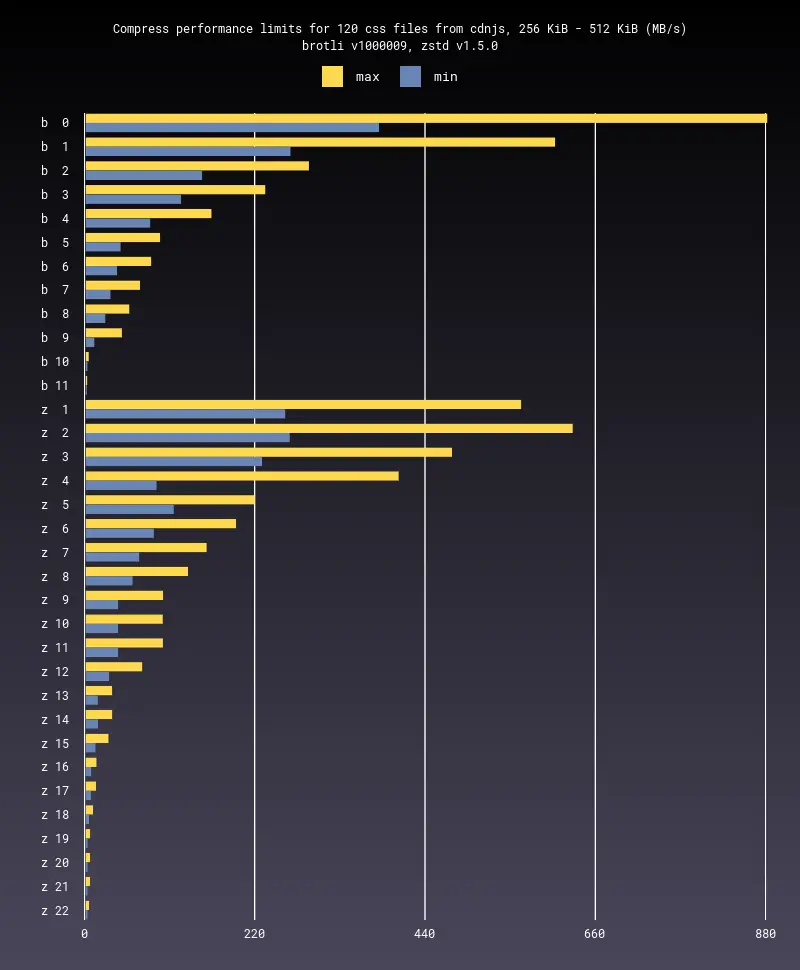 Compress performance limits for 120 css files from cdnjs, 256 KiB - 512 KiB (MB/s)
brotli v1000009, zstd v1.5.0
max min
b 0
b 1
b 2
b 3
b 4
b 5
b 6
b 7
b 8
b 9
b 10
b 11
z 1
z 2
z 3
z 4
z 5
z 6
z 7
z 8
z 9
z 10
z 11
z 12
z 13
z 14
z 15
z 16
z 17
z 18
z 19
z 20
z 21
z 22
0 220 440 660 880